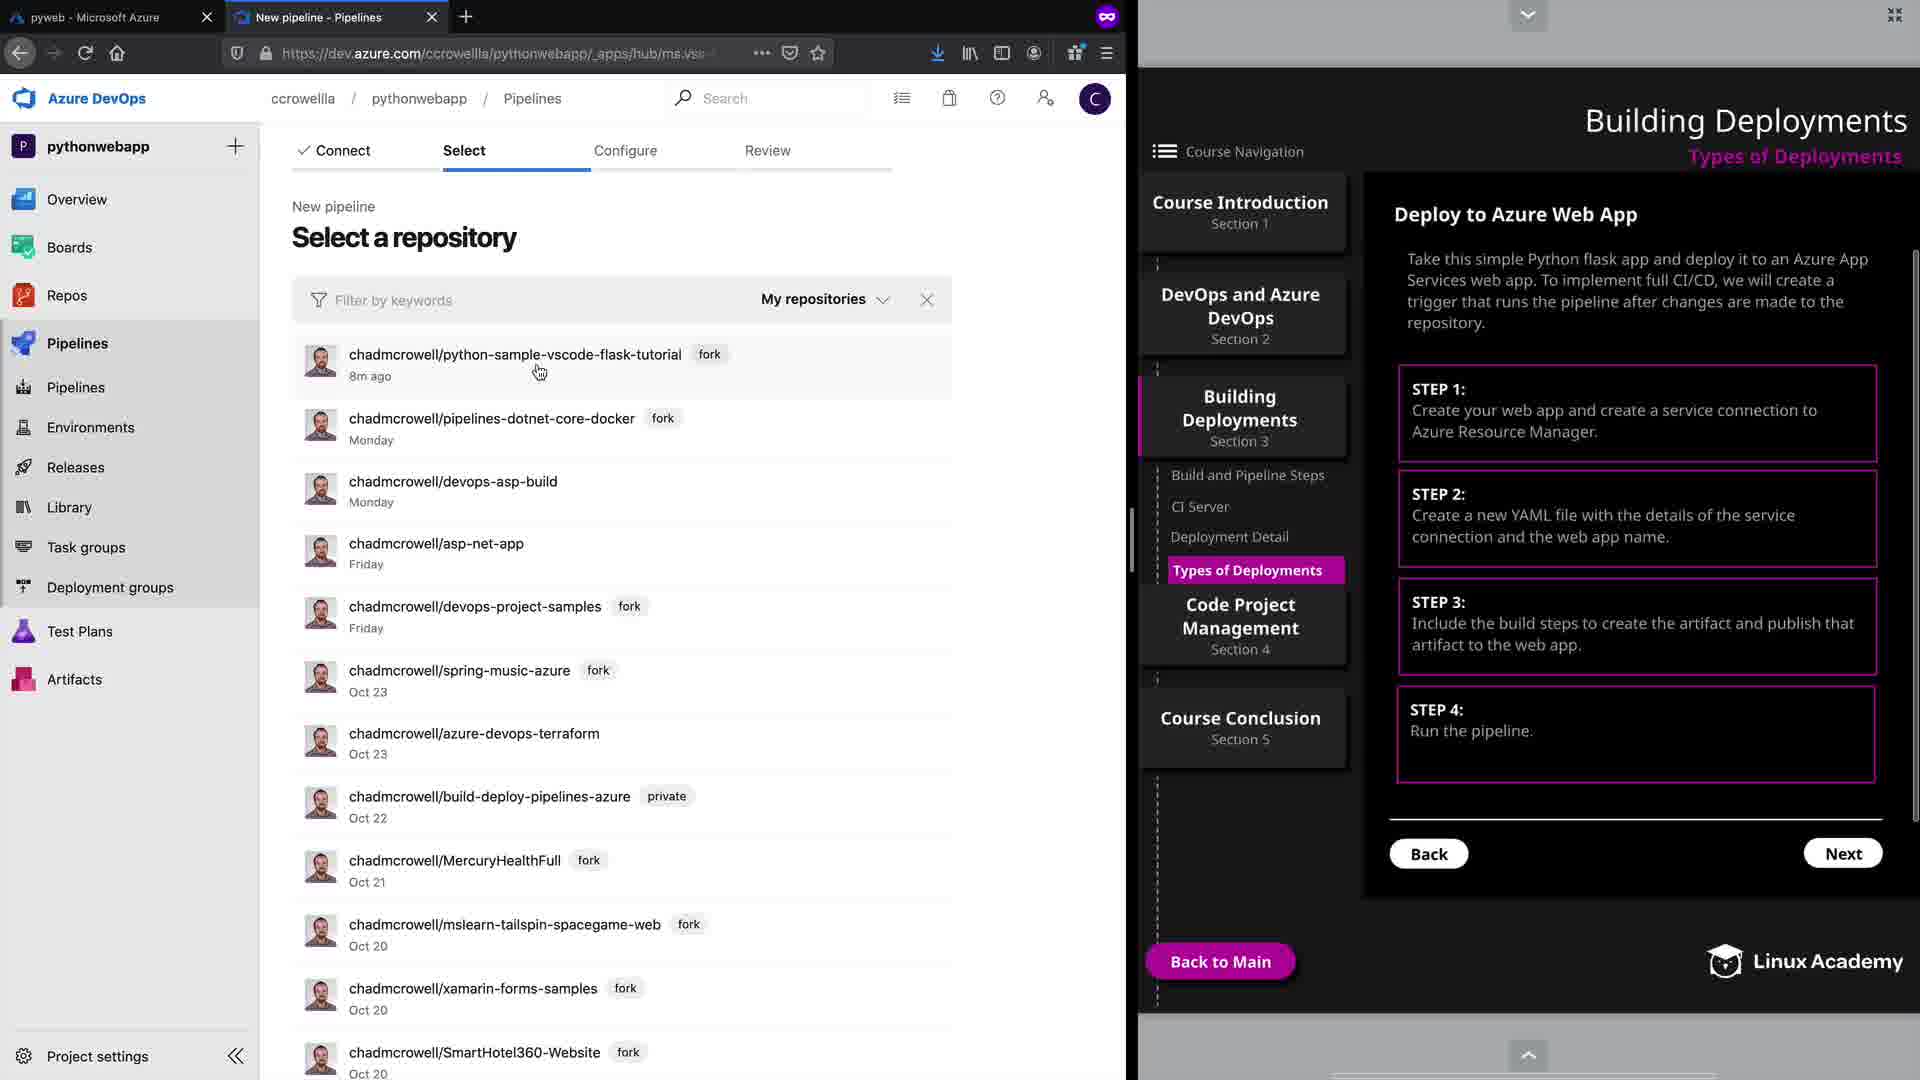 pyweb - Microsoft Azure
New pipeline - Pipelines
https://dev.azure.com/ccrowellla/pythonwebapp/_apps/hub/ms.vss
Azure DevOps
ccrowellla / pythonwebapp / Pipelines
Search
C
P
pythonwebapp
Overview
Boards
Repos
Pipelines
Pipelines
Environments
Releases
Library
Task groups
Deployment groups
Test Plans
Artifacts
Project settings
Connect
Select
Configure
Review
New pipeline
Select a repository
Filter by keywords
My repositories
chadmcrowell/python-sample-vscode-flask-tutorial fork
8m ago
chadmcrowell/pipelines-dotnet-core-docker fork
Monday
chadmcrowell/devops-asp-build
Monday
chadmcrowell/asp-net-app
Friday
chadmcrowell/devops-project-samples fork
Friday
chadmcrowell/spring-music-azure fork
Oct 23
chadmcrowell/azure-devops-terraform
Oct 23
chadmcrowell/build-deploy-pipelines-azure private
Oct 22
chadmcrowell/MercuryHealthFull fork
Oct 21
chadmcrowell/mslearn-tailspin-spacegame-web fork
Oct 20
chadmcrowell/xamarin-forms-samples fork
Oct 20
chadmcrowell/SmartHotel360-Website fork
Oct 20
Building Deployments
Types of Deployments
Course Navigation
Course Introduction
Section 1
DevOps and Azure
DevOps
Section 2
Building
Deployments
Section 3
Build and Pipeline Steps
CI Server
Deployment Detail
Types of Deployments
Code Project
Management
Section 4
Course Conclusion
Section 5
Back to Main
Deploy to Azure Web App
Take this simple Python flask app and deploy it to an Azure App
Services web app. To implement full CI/CD, we will create a
trigger that runs the pipeline after changes are made to the
repository.
STEP 1:
Create your web app and create a service connection to
Azure Resource Manager.
STEP 2:
Create a new YAML file with the details of the service
connection and the web app name.
STEP 3:
Include the build steps to create the artifact and publish that
artifact to the web app.
STEP 4:
Run the pipeline.
Back
Next
Linux Academy